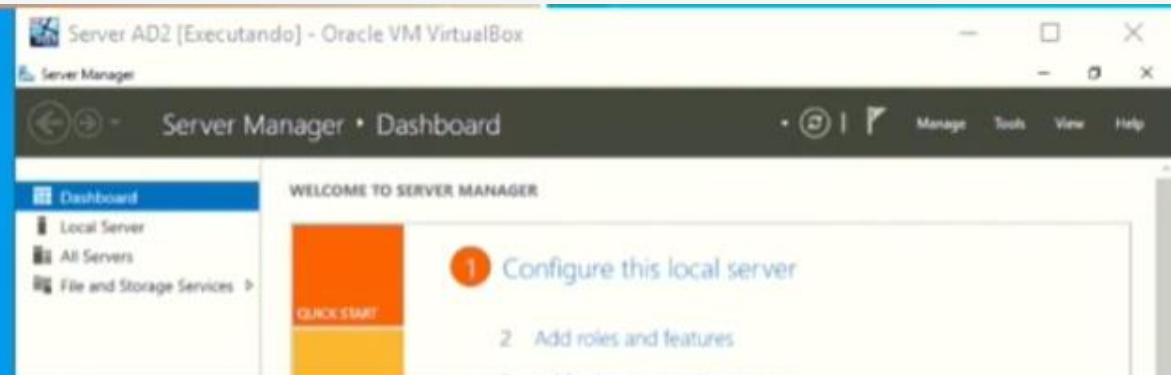 Server AD2 [Executando] - Oracle VM VirtualBox
Server Manager
Server Manager • Dashboard
Manage Tools View Help
Dashboard
Local Server
All Servers
File and Storage Services
WELCOME TO SERVER MANAGER
QUICK START
1 Configure this local server
2 Add roles and features